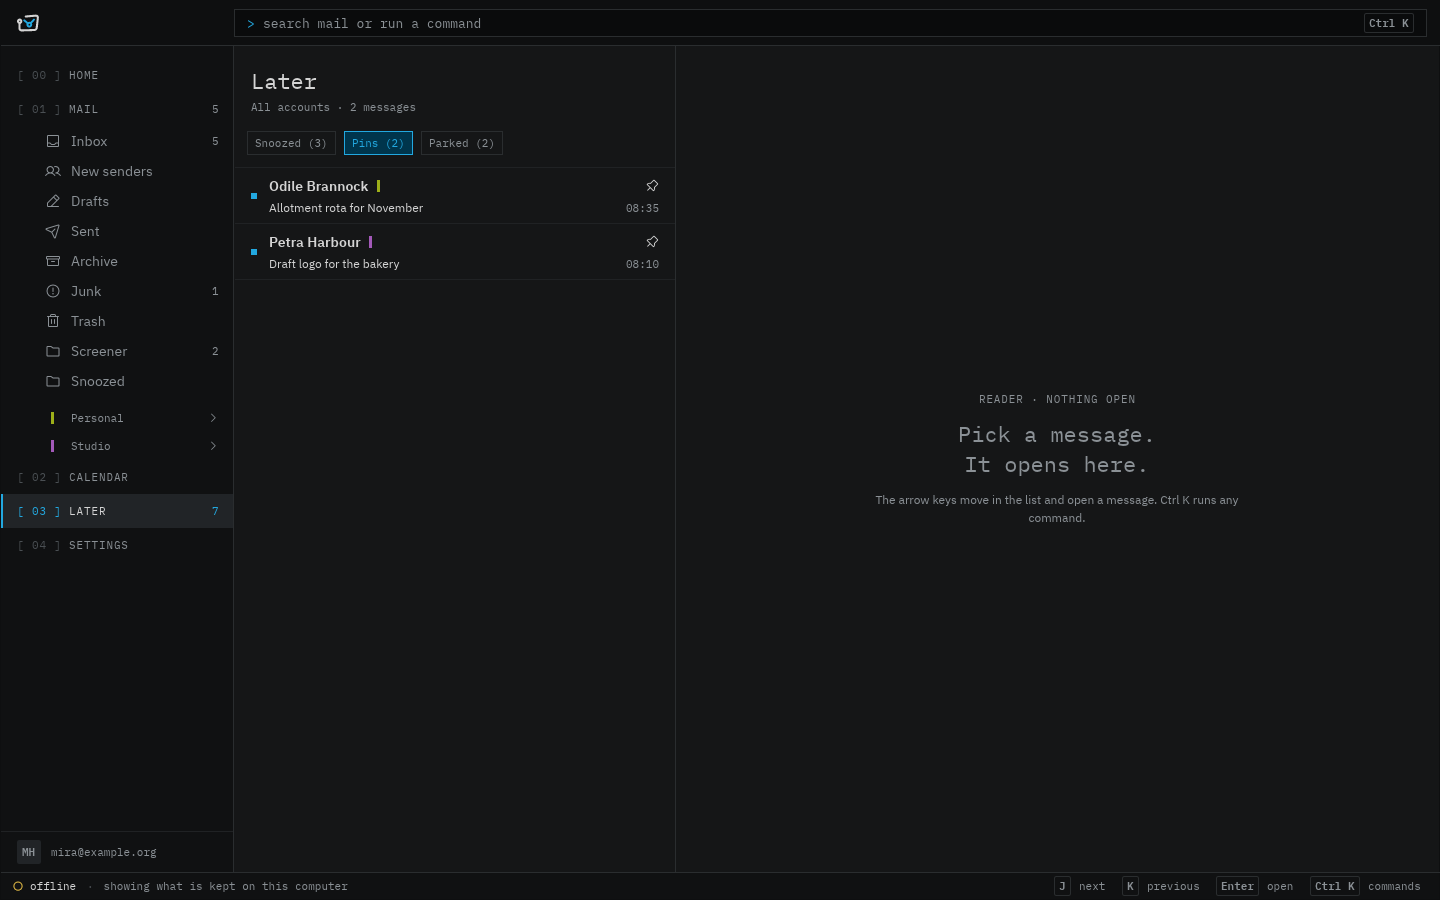 > search mail or run a command
Ctrl K
[ 00 ] HOME
[ 01 ] MAIL 5
Inbox 5
New senders
Drafts
Sent
Archive
Junk 1
Trash
Screener 2
Snoozed
Personal
Studio
[ 02 ] CALENDAR
[ 03 ] LATER 7
[ 04 ] SETTINGS
MH mira@example.org
Later
All accounts · 2 messages
Snoozed (3) Pins (2) Parked (2)
Odile Brannock
Allotment rota for November 08:35
Petra Harbour
Draft logo for the bakery 08:10
READER · NOTHING OPEN
Pick a message.
It opens here.
The arrow keys move in the list and open a message. Ctrl K runs any
command.
offline · showing what is kept on this computer
J next K previous Enter open Ctrl K commands